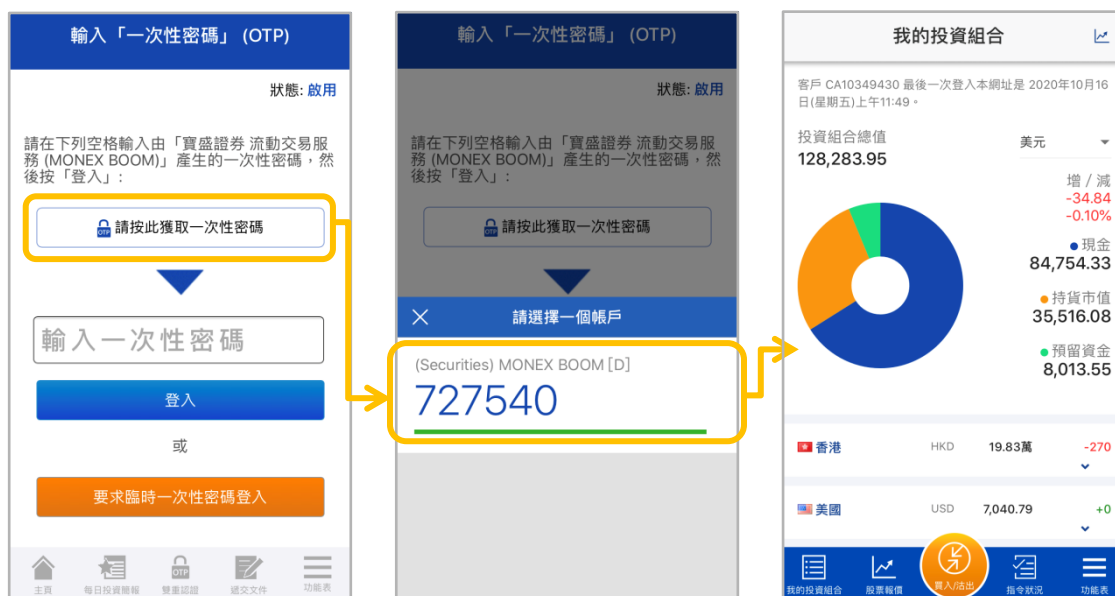 輸入「一次性密碼」 (OTP)
狀態: 啟用
請在下列空格輸入由「寶盛證券 流動交易服
務 (MONEX BOOM)」產生的一次性密碼，然
後按「登入」:
OTP 請按此獲取一次性密碼
輸入一次性密碼
登入
或
要求臨時一次性密碼登入
主頁
每日投資簡報
OTP
雙重認證
遞交文件
功能表
輸入「一次性密碼」 (OTP)
狀態: 啟用
請在下列空格輸入由「寶盛證券 流動交易服
務 (MONEX BOOM)」產生的一次性密碼，然
後按「登入」:
OTP 請按此獲取一次性密碼
請選擇一個帳戶
(Securities) MONEX BOOM [D]
727540
我的投資組合
客戶 CA10349430 最後一次登入本網址是 2020年10月16
日(星期五)上午11:49。
投資組合總值
128,283.95
美元
增 / 減
-34.84
-0.10%
現金
84,754.33
持貨市值
35,516.08
預留資金
8,013.55
香港 HKD 19.83萬 -270
美國 USD 7,040.79 +0
我的投資組合
股票報價
買入/沽出
指令狀況
功能表